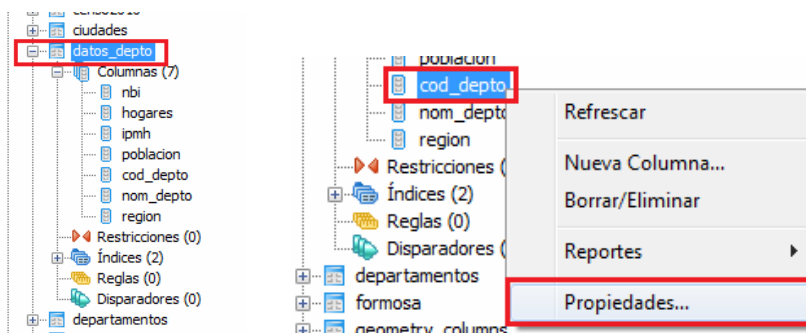 censo2010
ciudades
datos_depto
Columnas (7)
nbi
hogares
ipmh
poblacion
cod_depto
nom_depto
region
Restricciones (0)
Índices (2)
Reglas (0)
Disparadores (0)
departamentos
poblacion
cod_depto
nom_depto
region
Restricciones (
Índices (2)
Reglas (0)
Disparadores (
departamentos
formosa
geometry_columns
Refrescar
Nueva Columna...
Borrar/Eliminar
Reportes
Propiedades...